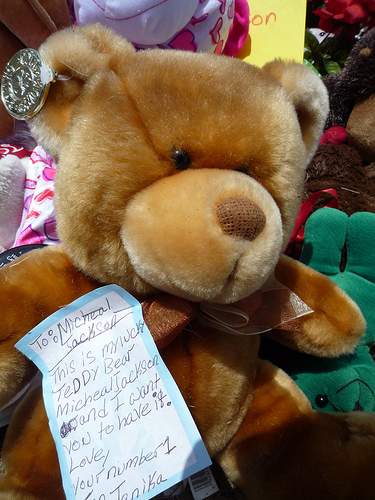 on
To: Micheal
Jackson
This is my luck
TeDDY Bear
Micheal Jackson
and I want
you to have it!
Love,
your number 1
Tanika